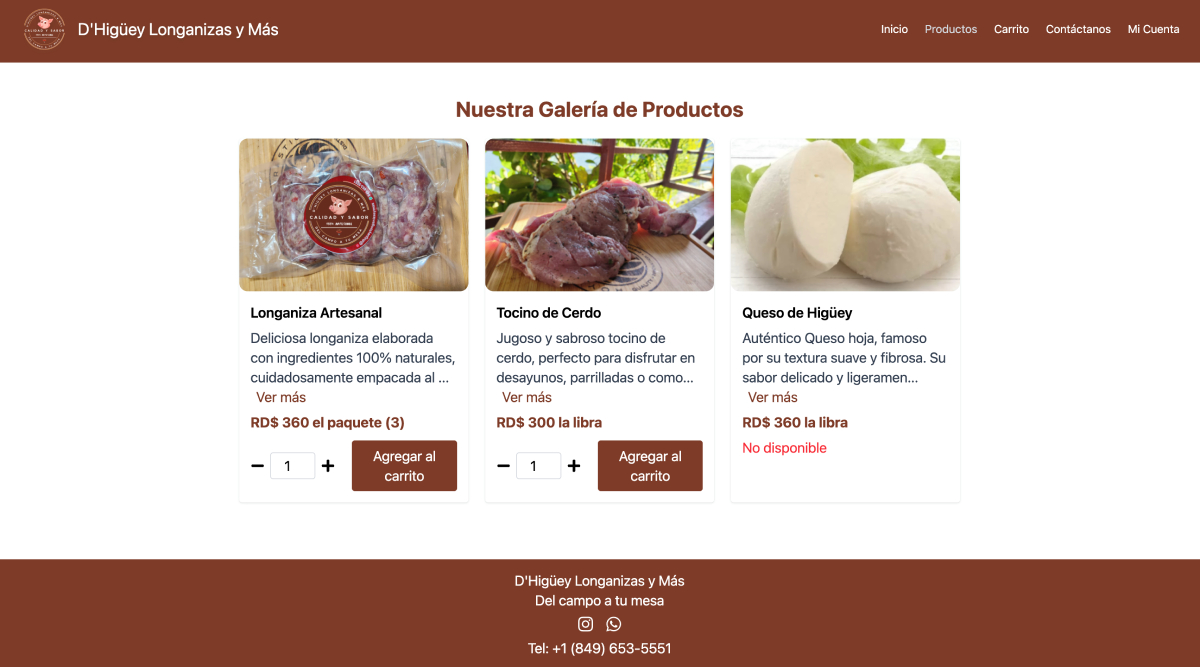 D'Higüey Longanizas y Más
Inicio
Productos
Carrito
Contáctanos
Mi Cuenta
Nuestra Galería de Productos
CALIDAD Y SABOR
Longaniza Artesanal
Deliciosa longaniza elaborada
con ingredientes 100% naturales,
cuidadosamente empacada al ...
Ver más
RD$ 360 el paquete (3)
1
Agregar al
carrito
Tocino de Cerdo
Jugoso y sabroso tocino de
cerdo, perfecto para disfrutar en
desayunos, parrilladas o como...
Ver más
RD$ 300 la libra
1
Agregar al
carrito
Queso de Higüey
Auténtico Queso hoja, famoso
por su textura suave y fibrosa. Su
sabor delicado y ligeramen...
Ver más
RD$ 360 la libra
No disponible
D'Higüey Longanizas y Más
Del campo a tu mesa
Tel: +1 (849) 653-5551